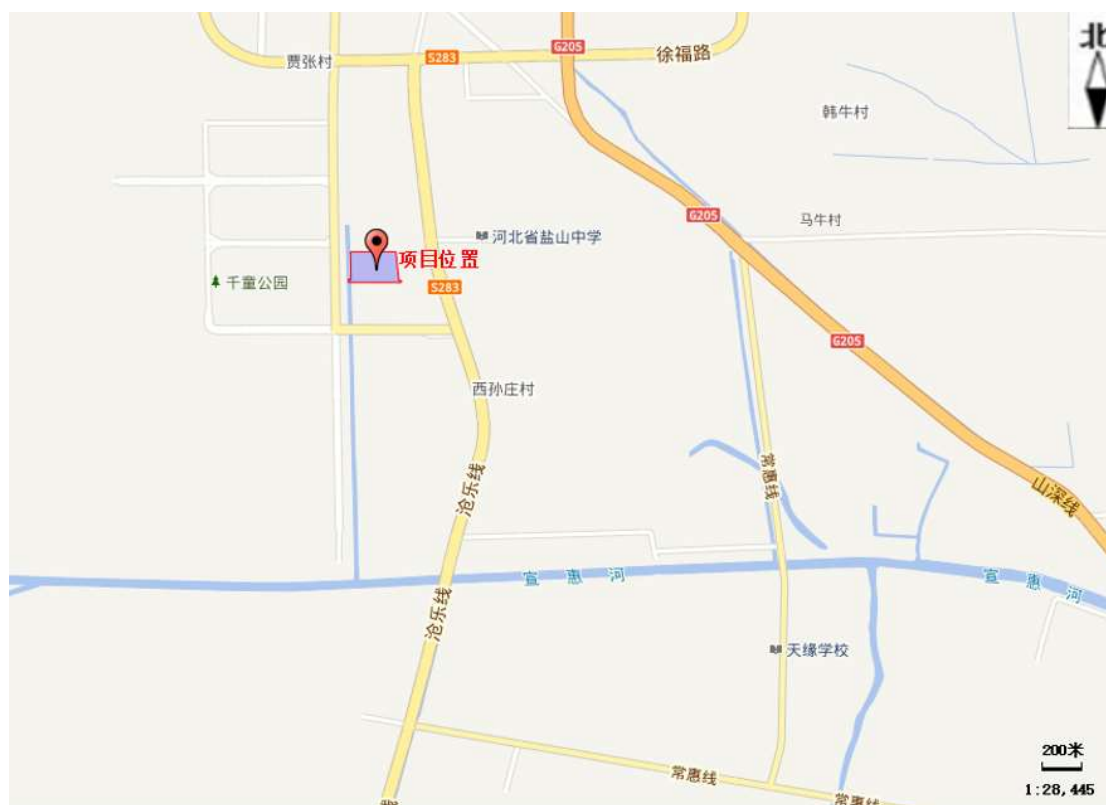 北
G205
徐福路
S283
贾张村
韩牛村
G205
马牛村
河北省盐山中学
项目位置
千童公园
S283
G205
西孙庄村
常惠线
沧乐线
山深线
宣惠河
宣惠河
沧乐线
天缘学校
200米
常惠线
1:28,445
常惠线